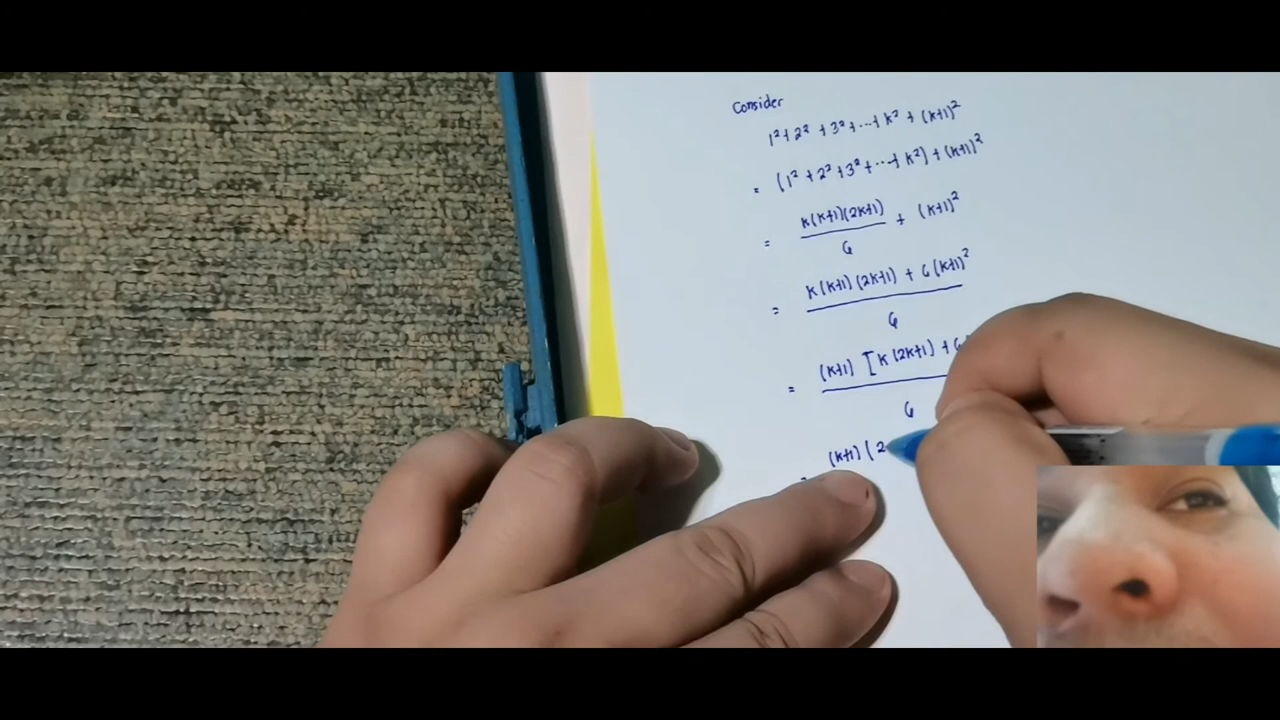 Consider
1² + 2² + 3² + ... + k² + (k+1)²
= (1² + 2² + 3² + ... + k²) + (k+1)²
= k(k+1)(2k+1)/6 + (k+1)²
= k(k+1)(2k+1) + 6(k+1)² / 6
= (k+1) [k(2k+1) + 6 / 6
= (k+1) (2